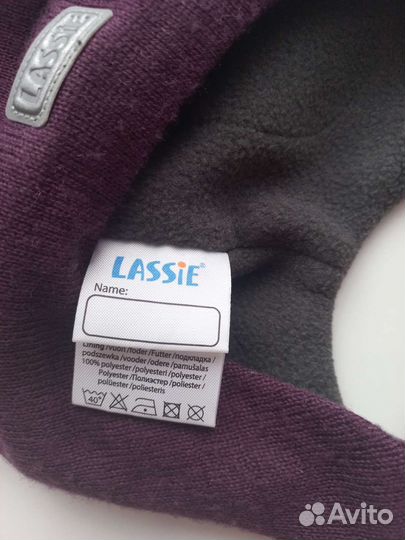 LASSIE
LASSiE®
Name:
Lining/vuori/foder/Futter/подкладка/
podszewka/vooder/odere/pamušalas
100% polyester/polyesteri/polyester/
Polyester/Полиэстер/poliester/
polüester/poliesteris
40°
Avito